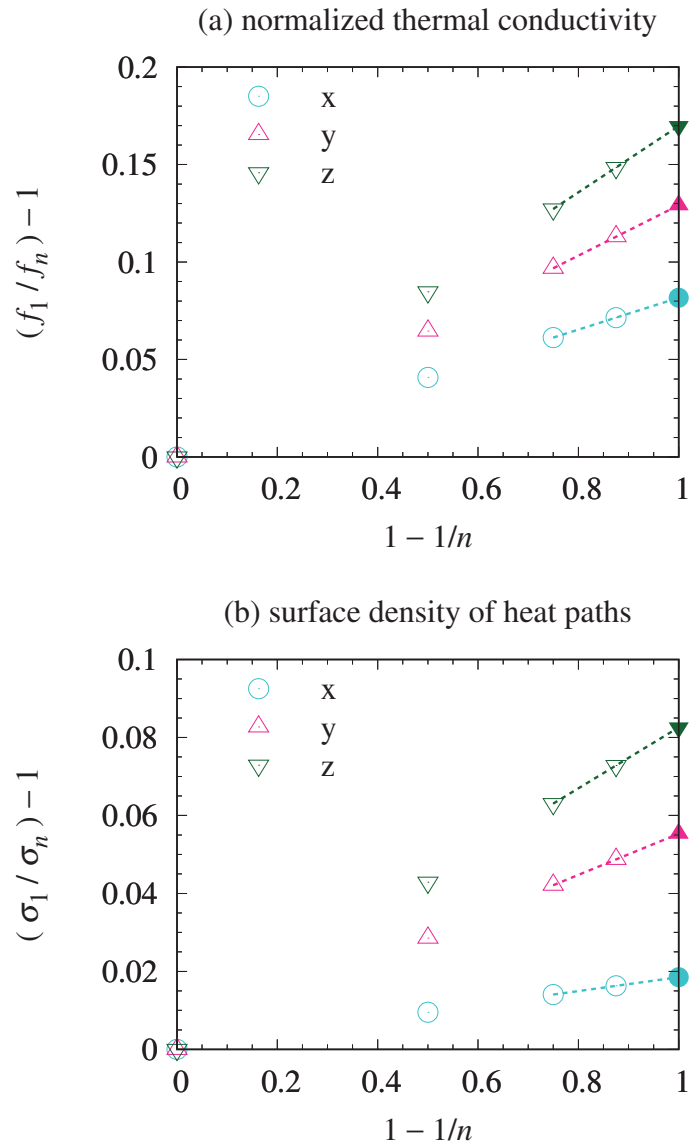 (a) normalized thermal conductivity
0.2
0.15
0.1
0.05
0
(f1 / fn) − 1
x
y
z
0 0.2 0.4 0.6 0.8 1
1 − 1/n
(b) surface density of heat paths
0.1
0.08
0.06
0.04
0.02
0
(σ1 / σn) − 1
x
y
z
0 0.2 0.4 0.6 0.8 1
1 − 1/n